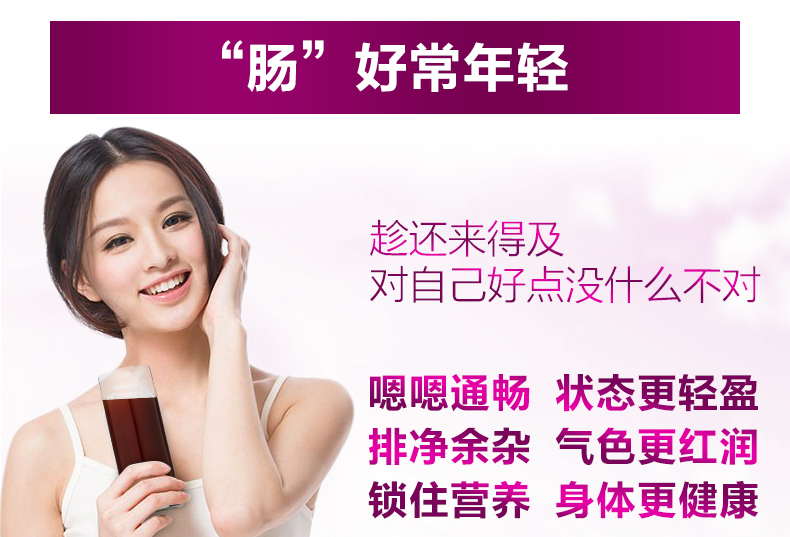 “肠”好常年轻
趁还来得及
对自己好点没什么不对
嗯嗯通畅 状态更轻盈
排净余杂 气色更红润
锁住营养 身体更健康